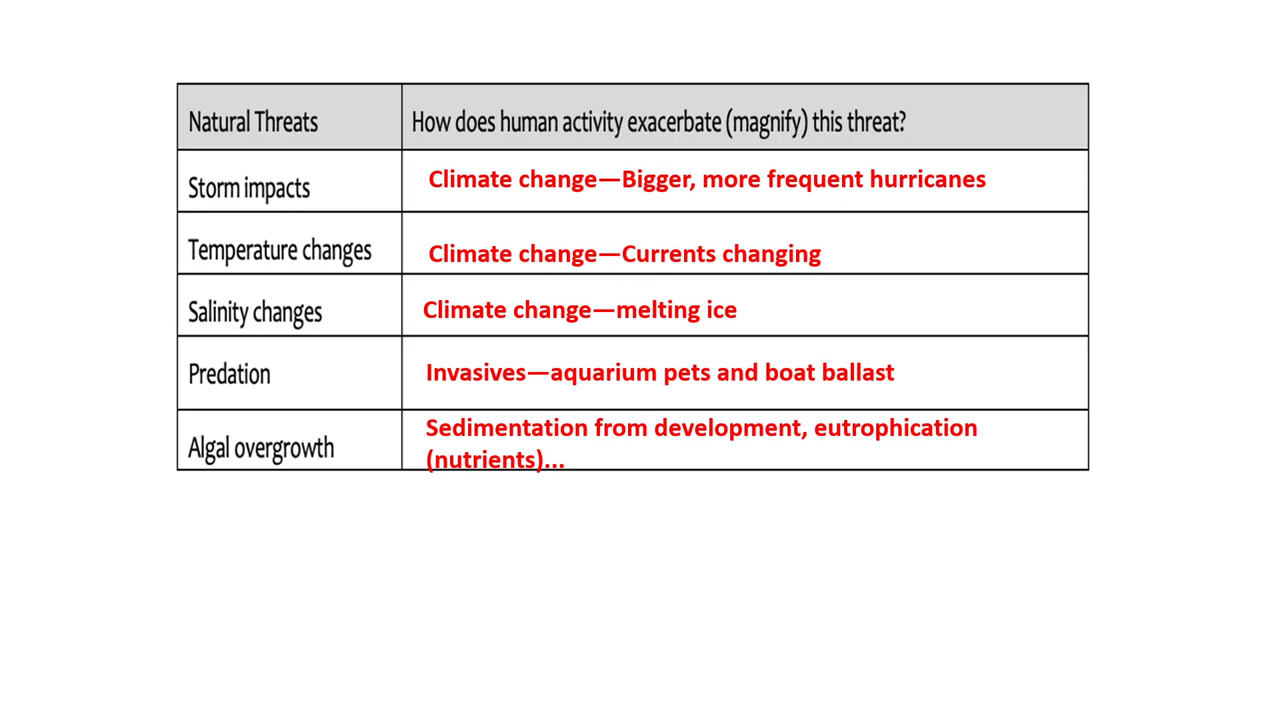 Natural Threats
How does human activity exacerbate (magnify) this threat?
Storm impacts
Climate change—Bigger, more frequent hurricanes
Temperature changes
Climate change—Currents changing
Salinity changes
Climate change—melting ice
Predation
Invasives—aquarium pets and boat ballast
Algal overgrowth
Sedimentation from development, eutrophication
(nutrients)...